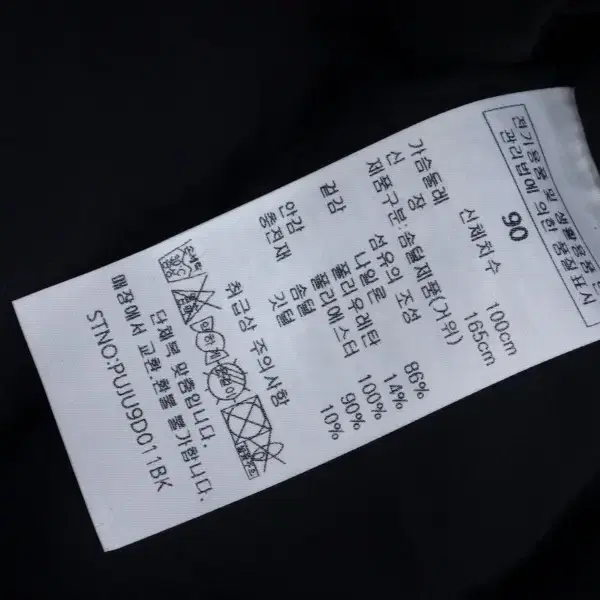 전기용품 및 생활용품 안
관리법에 의한 품질표시
90
신체치수
가슴둘레 100cm
신 장 165cm
제품구분:솜털제품(거위)
섬유의 조성
겉감 나일론 86%
폴리우레탄 14%
안감 폴리에스터 100%
충전재 솜털 90%
깃털 10%
취급상 주의사항
단체복 맞춤입니다.
매장에서 교환.환불 불가합니다.
STNO:PUJU9D011BK